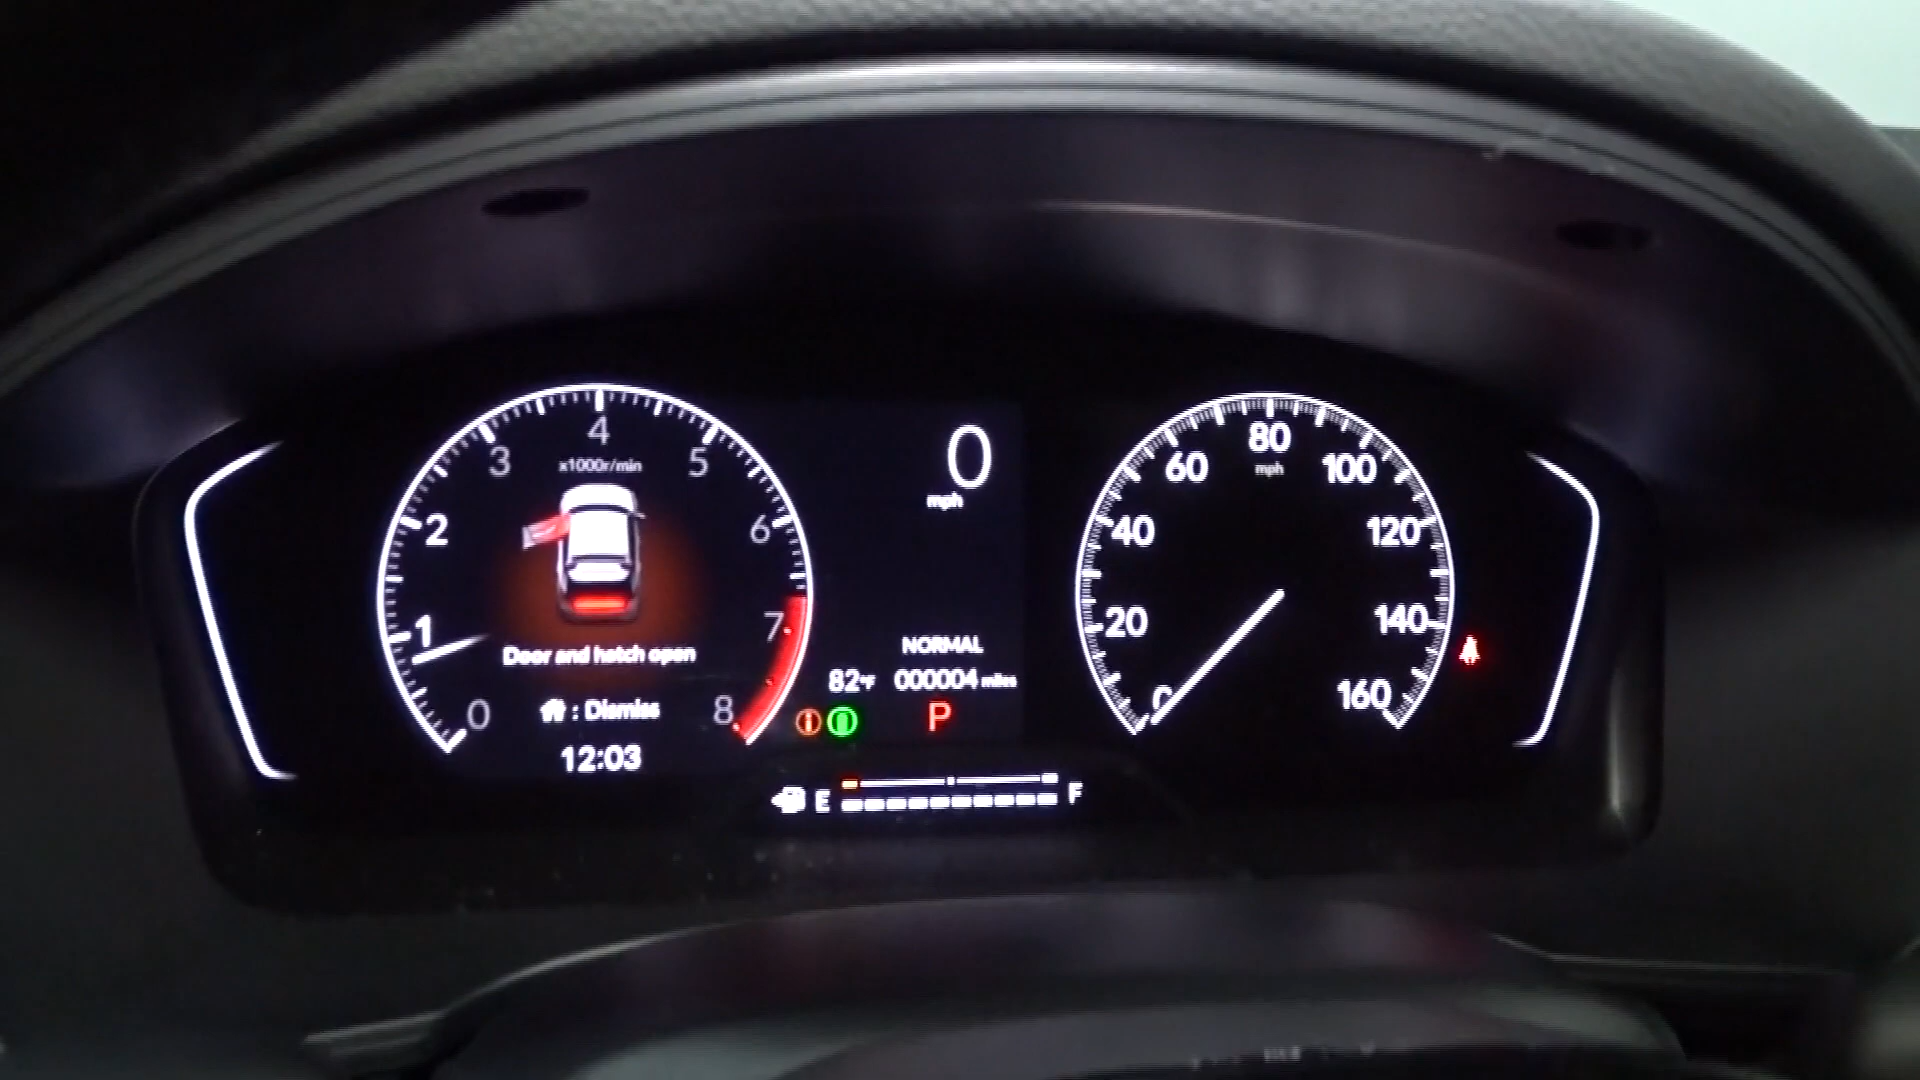 4
3
x1000r/min
5
2
6
1
7
Door and hatch open
0
: Dismiss
8
12:03
0
mph
NORMAL
82°F
000004 miles
P
E
F
80
mph
60
100
40
120
20
140
160